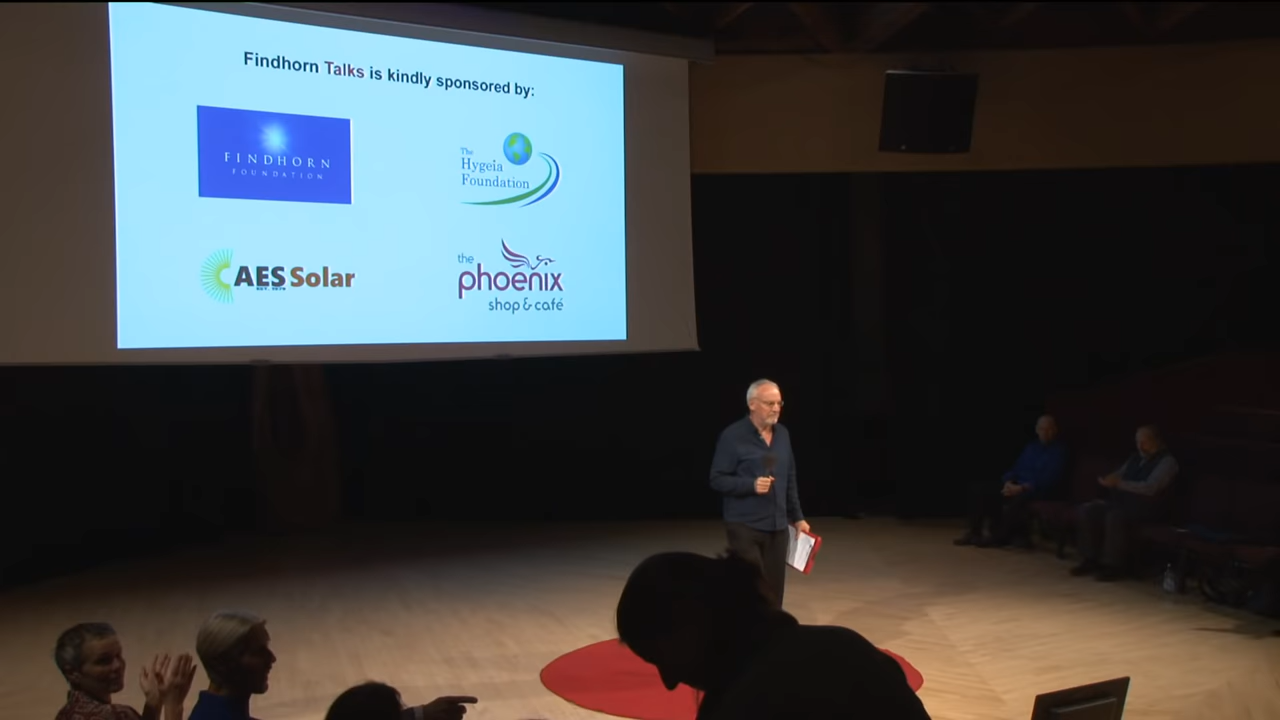 Findhorn Talks is kindly sponsored by:
FINDHORN
FOUNDATION
The
Hygeia
Foundation
AES Solar
the
phoenix
shop & café